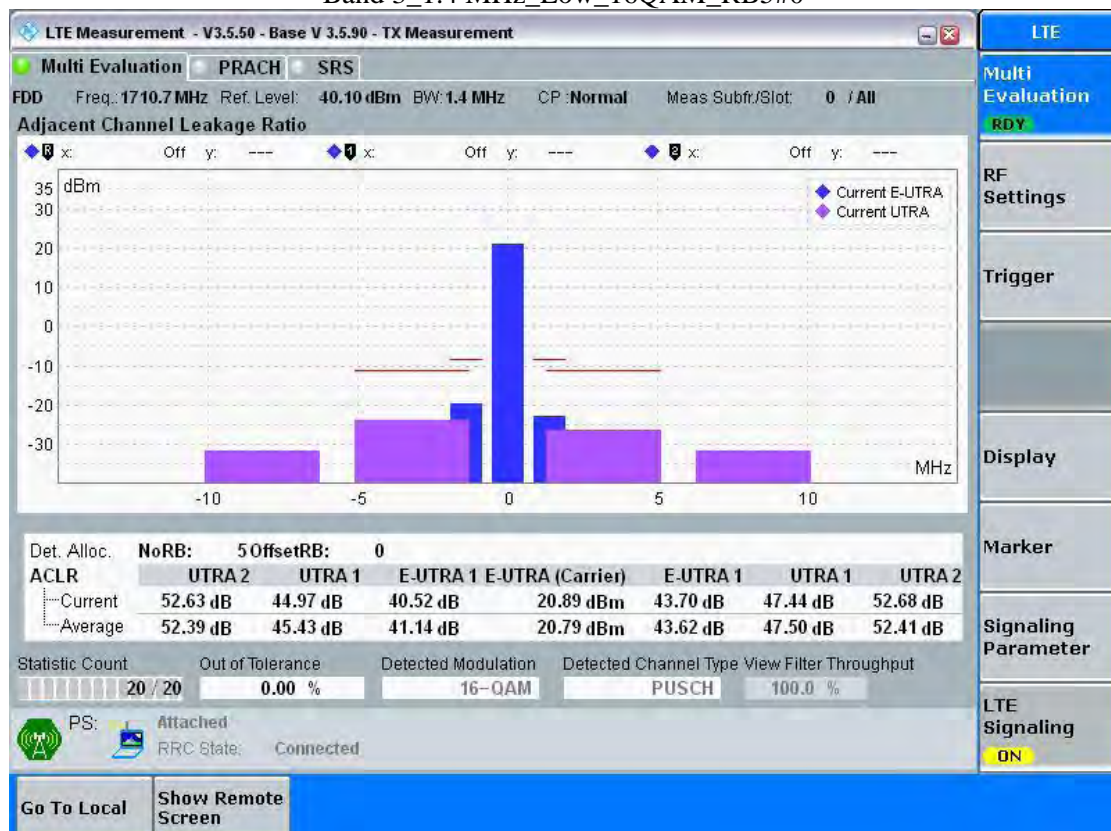 LTE Measurement - V3.5.50 - Base V 3.5.90 - TX Measurement
LTE
Multi Evaluation PRACH SRS
Multi
Evaluation
RDY
FDD Freq.: 1710.7 MHz Ref. Level: 40.10 dBm BW: 1.4 MHz CP :Normal Meas Subfr./Slot: 0 / All
Adjacent Channel Leakage Ratio
R x: Off y: --- 1 x: Off y: --- 2 x: Off y: ---
RF
Settings
35 dBm
30
20
10
0
-10
-20
-30
Current E-UTRA
Current UTRA
MHz
-10 -5 0 5 10
Trigger
Display
Det. Alloc. NoRB: 5 OffsetRB: 0
ACLR UTRA 2 UTRA 1 E-UTRA 1 E-UTRA (Carrier) E-UTRA 1 UTRA 1 UTRA 2
Current 52.63 dB 44.97 dB 40.52 dB 20.89 dBm 43.70 dB 47.44 dB 52.68 dB
Average 52.39 dB 45.43 dB 41.14 dB 20.79 dBm 43.62 dB 47.50 dB 52.41 dB
Marker
Statistic Count Out of Tolerance Detected Modulation Detected Channel Type View Filter Throughput
20 / 20 0.00 % 16-QAM PUSCH 100.0 %
Signaling
Parameter
PS: Attached
RRC State: Connected
LTE
Signaling
ON
Go To Local
Show Remote
Screen